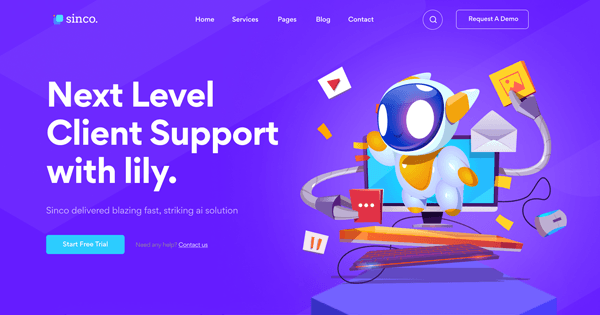 sinco.
Home Services Pages Blog Contact
Request A Demo
Next Level
Client Support
with lily.
Sinco delivered blazing fast, striking ai solution
Start Free Trial
Need any help? Contact us